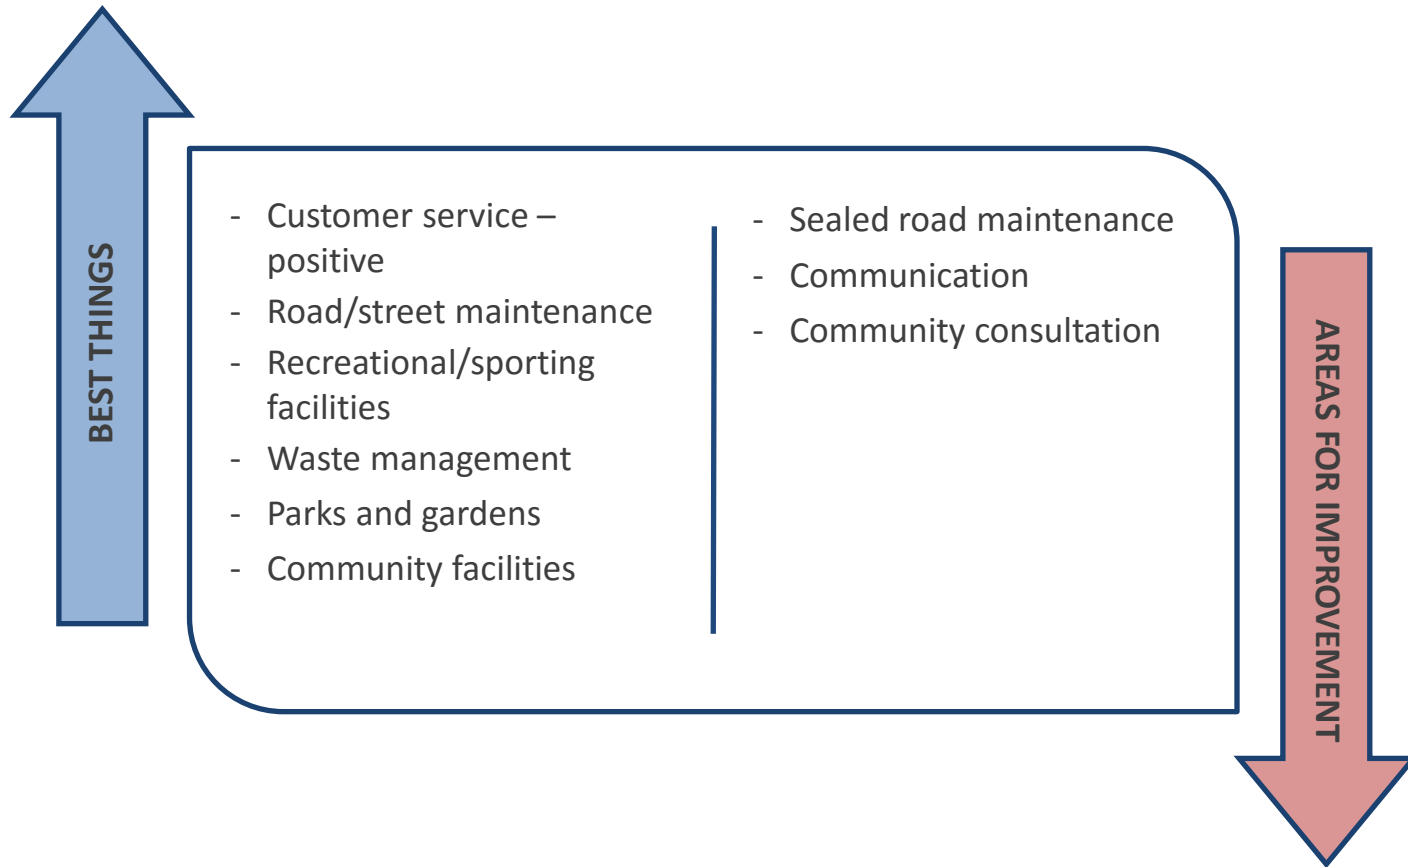 BEST THINGS
- Customer service –
positive
- Road/street maintenance
- Recreational/sporting
facilities
- Waste management
- Parks and gardens
- Community facilities
- Sealed road maintenance
- Communication
- Community consultation
AREAS FOR IMPROVEMENT